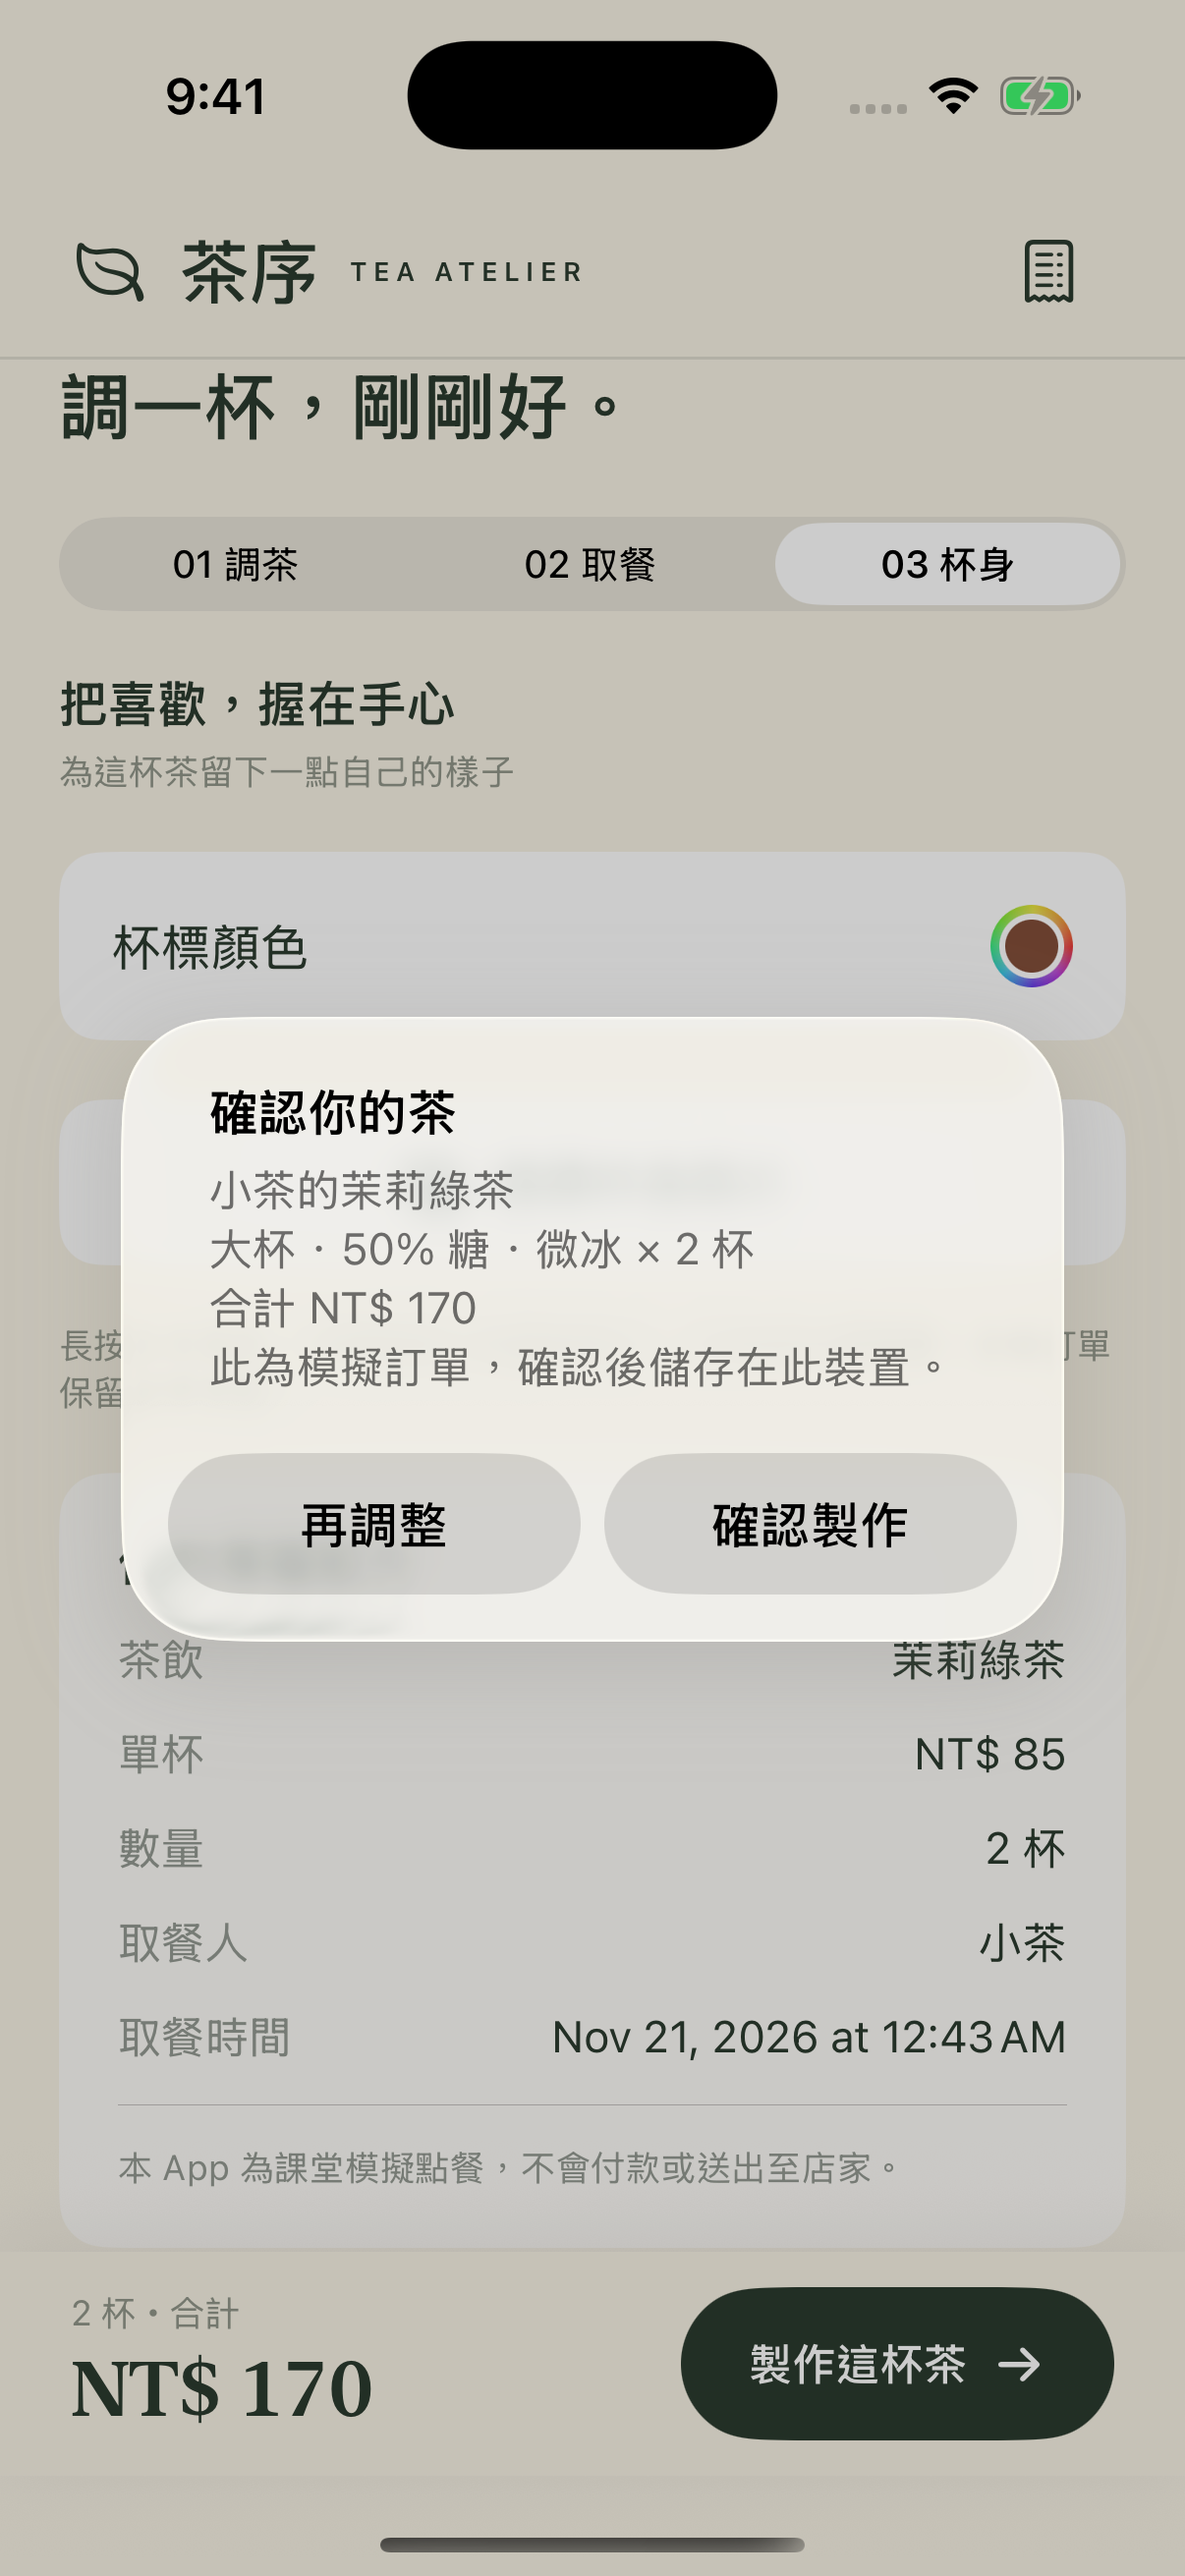 9:41
茶序 TEA ATELIER
調一杯，剛剛好。
01 調茶 02 取餐 03 杯身
把喜歡，握在手心
為這杯茶留下一點自己的樣子
杯標顏色
確認你的茶
小茶的茉莉綠茶
大杯・50% 糖・微冰 × 2 杯
合計 NT$ 170
長按 訂單
此為模擬訂單，確認後儲存在此裝置。
保留
再調整 確認製作
茶飲 茉莉綠茶
單杯 NT$ 85
數量 2 杯
取餐人 小茶
取餐時間 Nov 21, 2026 at 12:43 AM
本 App 為課堂模擬點餐，不會付款或送出至店家。
2 杯・合計
NT$ 170
製作這杯茶 →